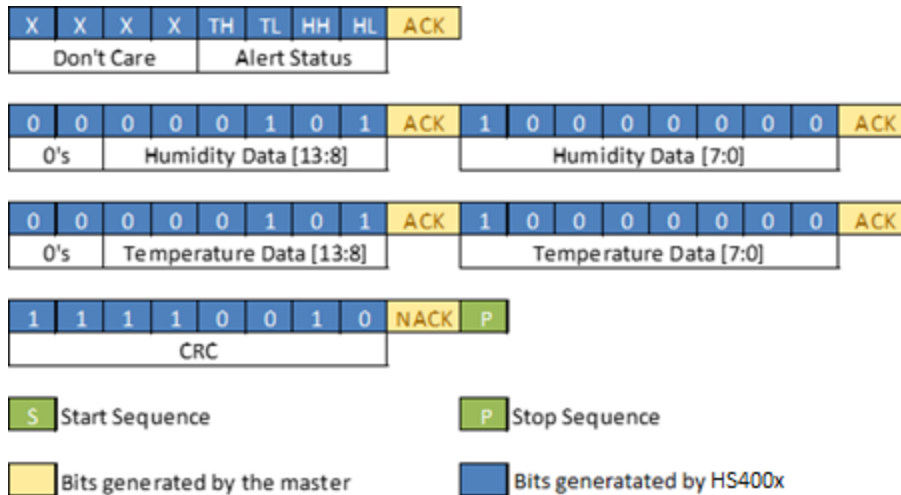 X X X X TH TL HH HL ACK
Don't Care Alert Status
0 0 0 0 0 1 0 1 ACK 1 0 0 0 0 0 0 0 ACK
0's Humidity Data [13:8] Humidity Data [7:0]
0 0 0 0 0 1 0 1 ACK 1 0 0 0 0 0 0 0 ACK
0's Temperature Data [13:8] Temperature Data [7:0]
1 1 1 1 0 0 1 0 NACK P
CRC
S Start Sequence P Stop Sequence
Bits generated by the master Bits generatated by HS400x